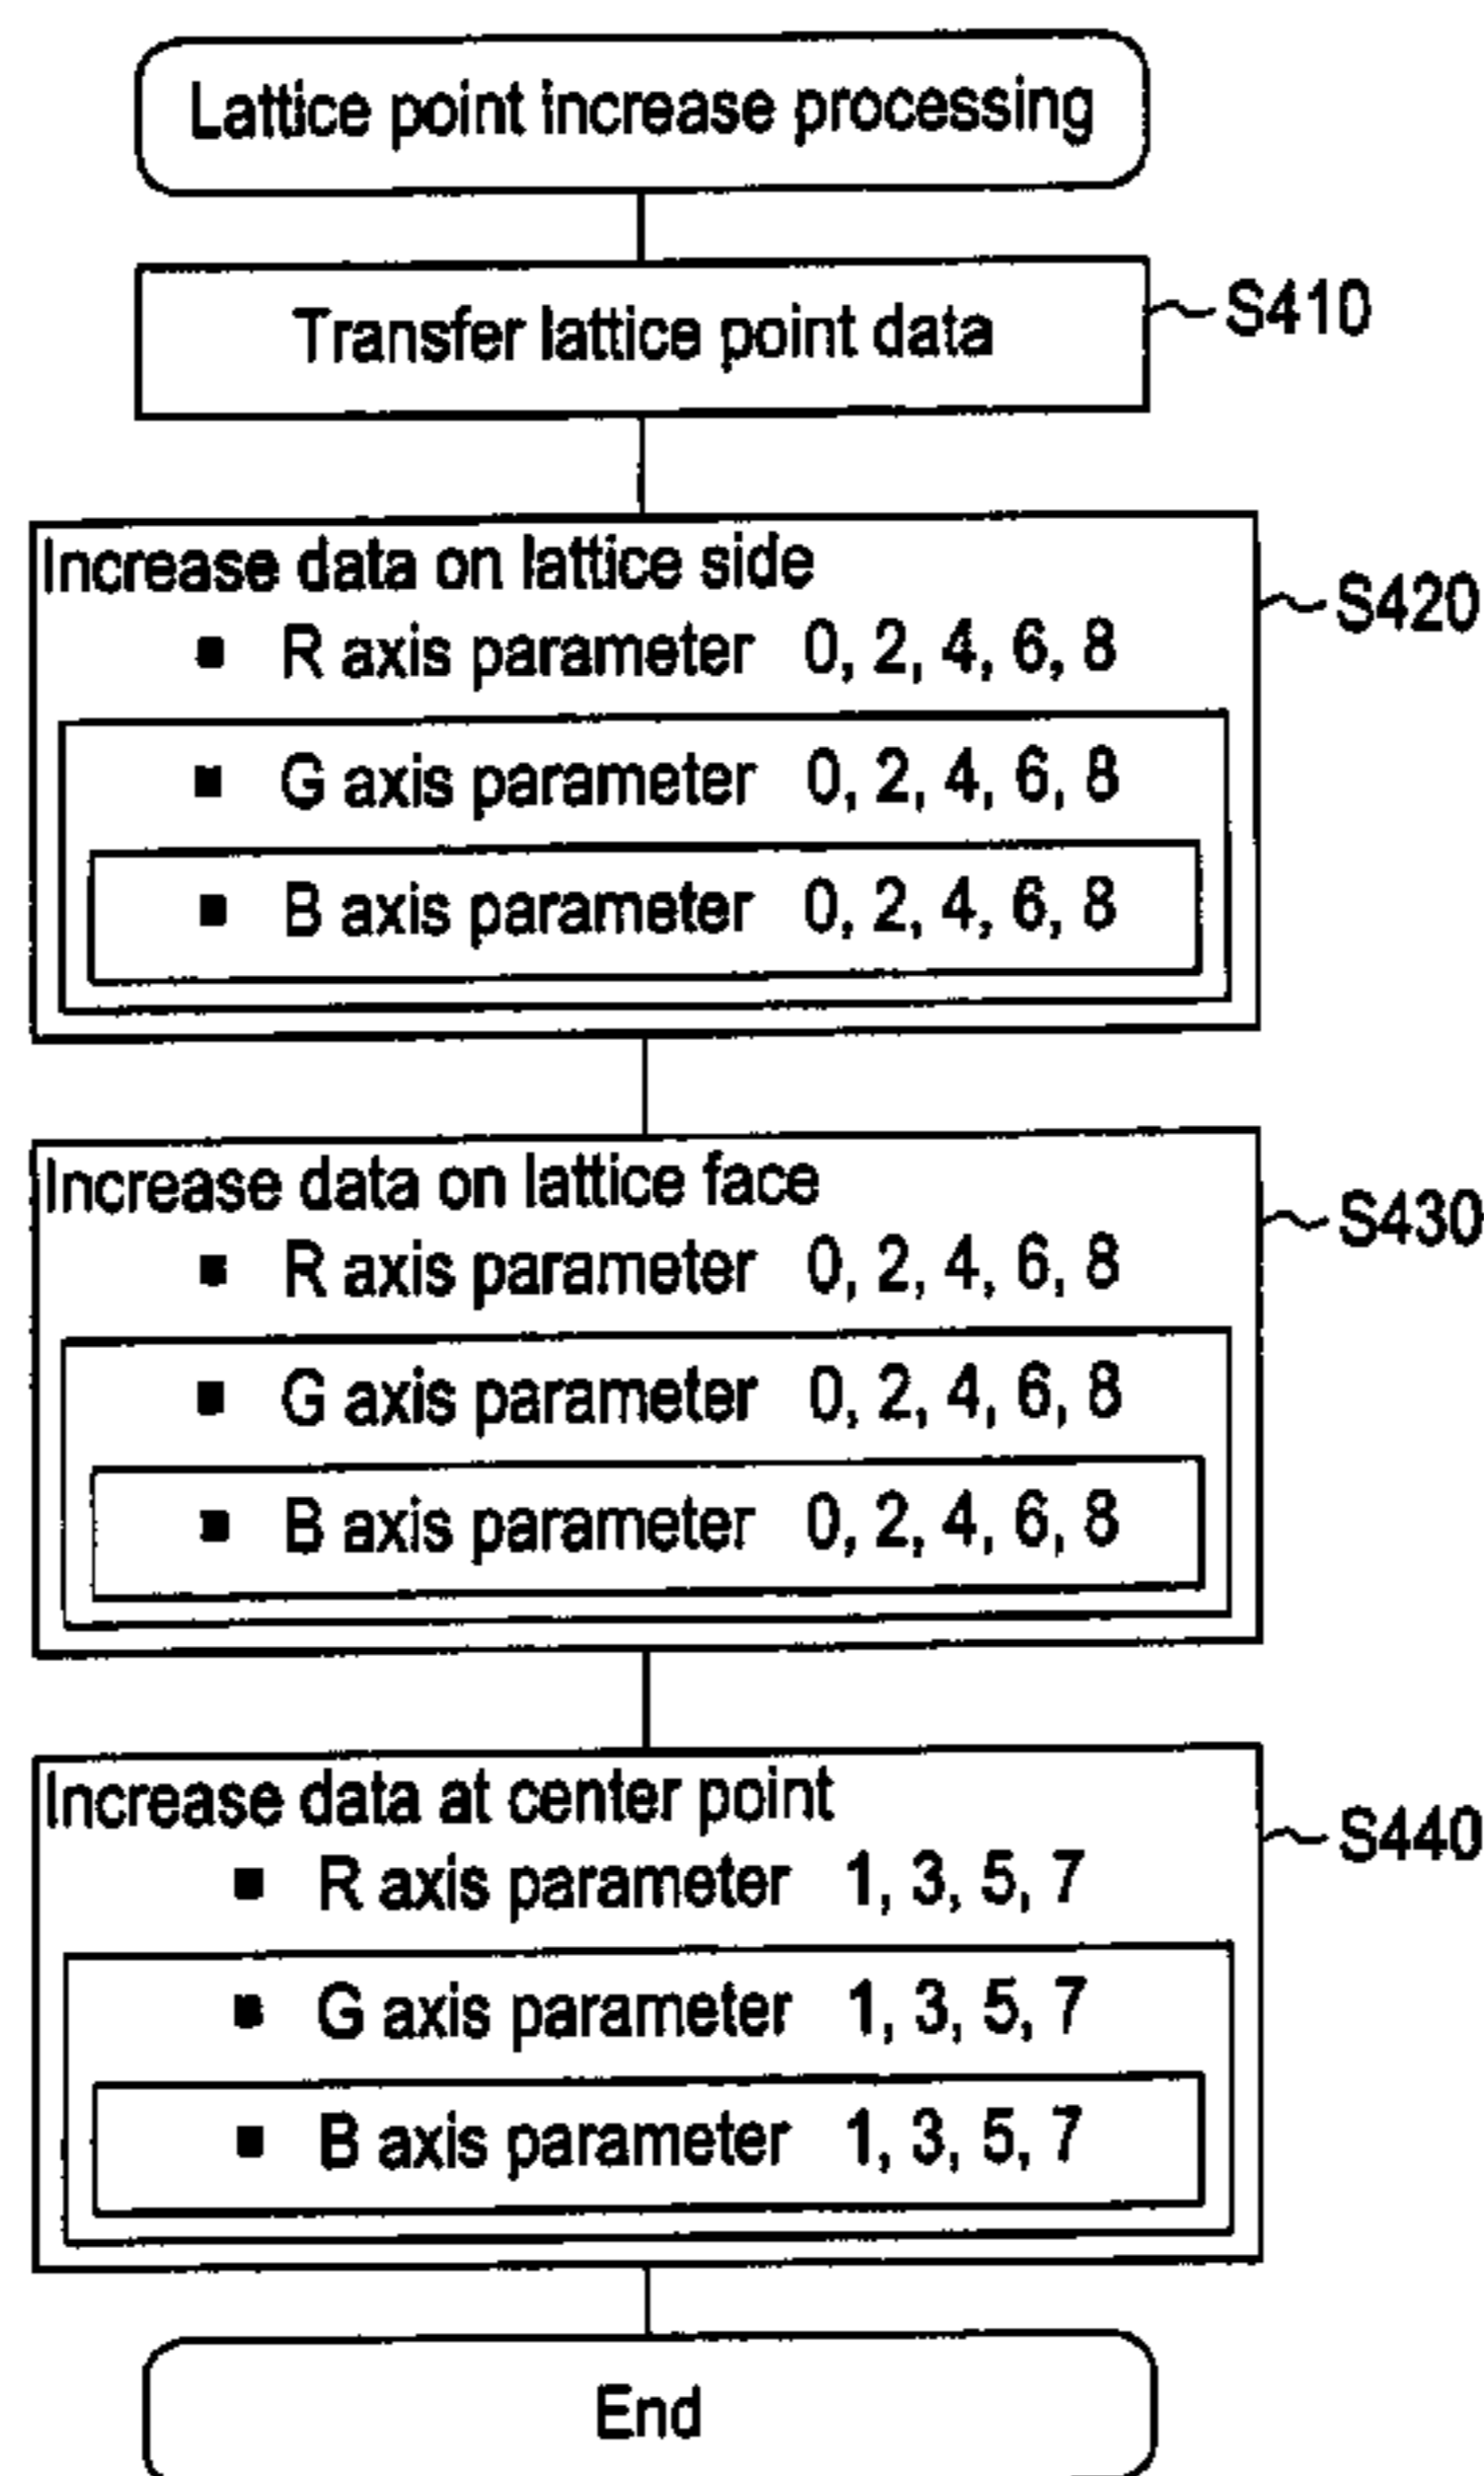 Lattice point increase processing
Transfer lattice point data
S410
Increase data on lattice side
S420
■ R axis parameter 0, 2, 4, 6, 8
■ G axis parameter 0, 2, 4, 6, 8
■ B axis parameter 0, 2, 4, 6, 8
Increase data on lattice face
S430
■ R axis parameter 0, 2, 4, 6, 8
■ G axis parameter 0, 2, 4, 6, 8
■ B axis parameter 0, 2, 4, 6, 8
Increase data at center point
S440
■ R axis parameter 1, 3, 5, 7
■ G axis parameter 1, 3, 5, 7
■ B axis parameter 1, 3, 5, 7
End